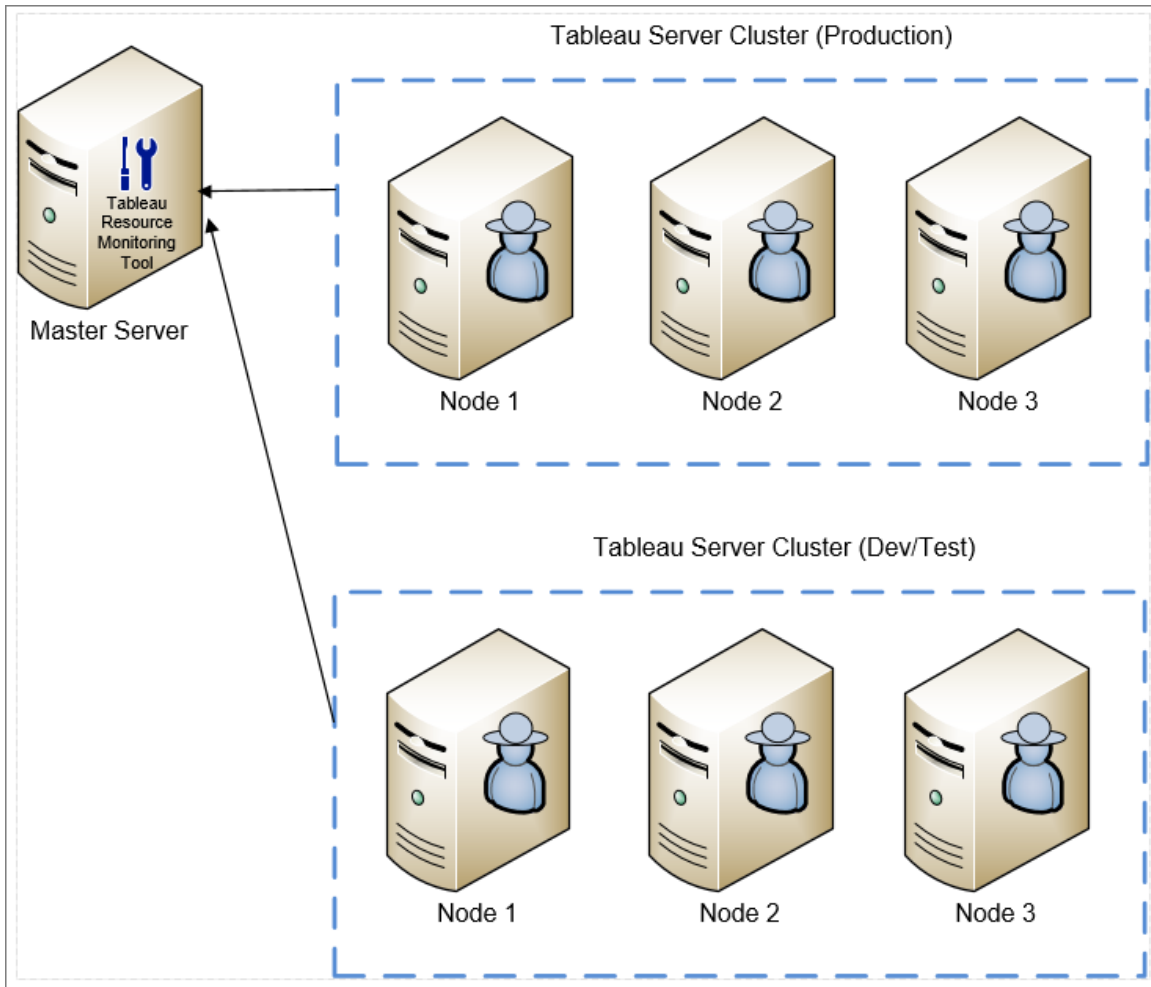 Tableau Server Cluster (Production)
Tableau
Resource
Monitoring
Tool
Master Server
Node 1
Node 2
Node 3
Tableau Server Cluster (Dev/Test)
Node 1
Node 2
Node 3